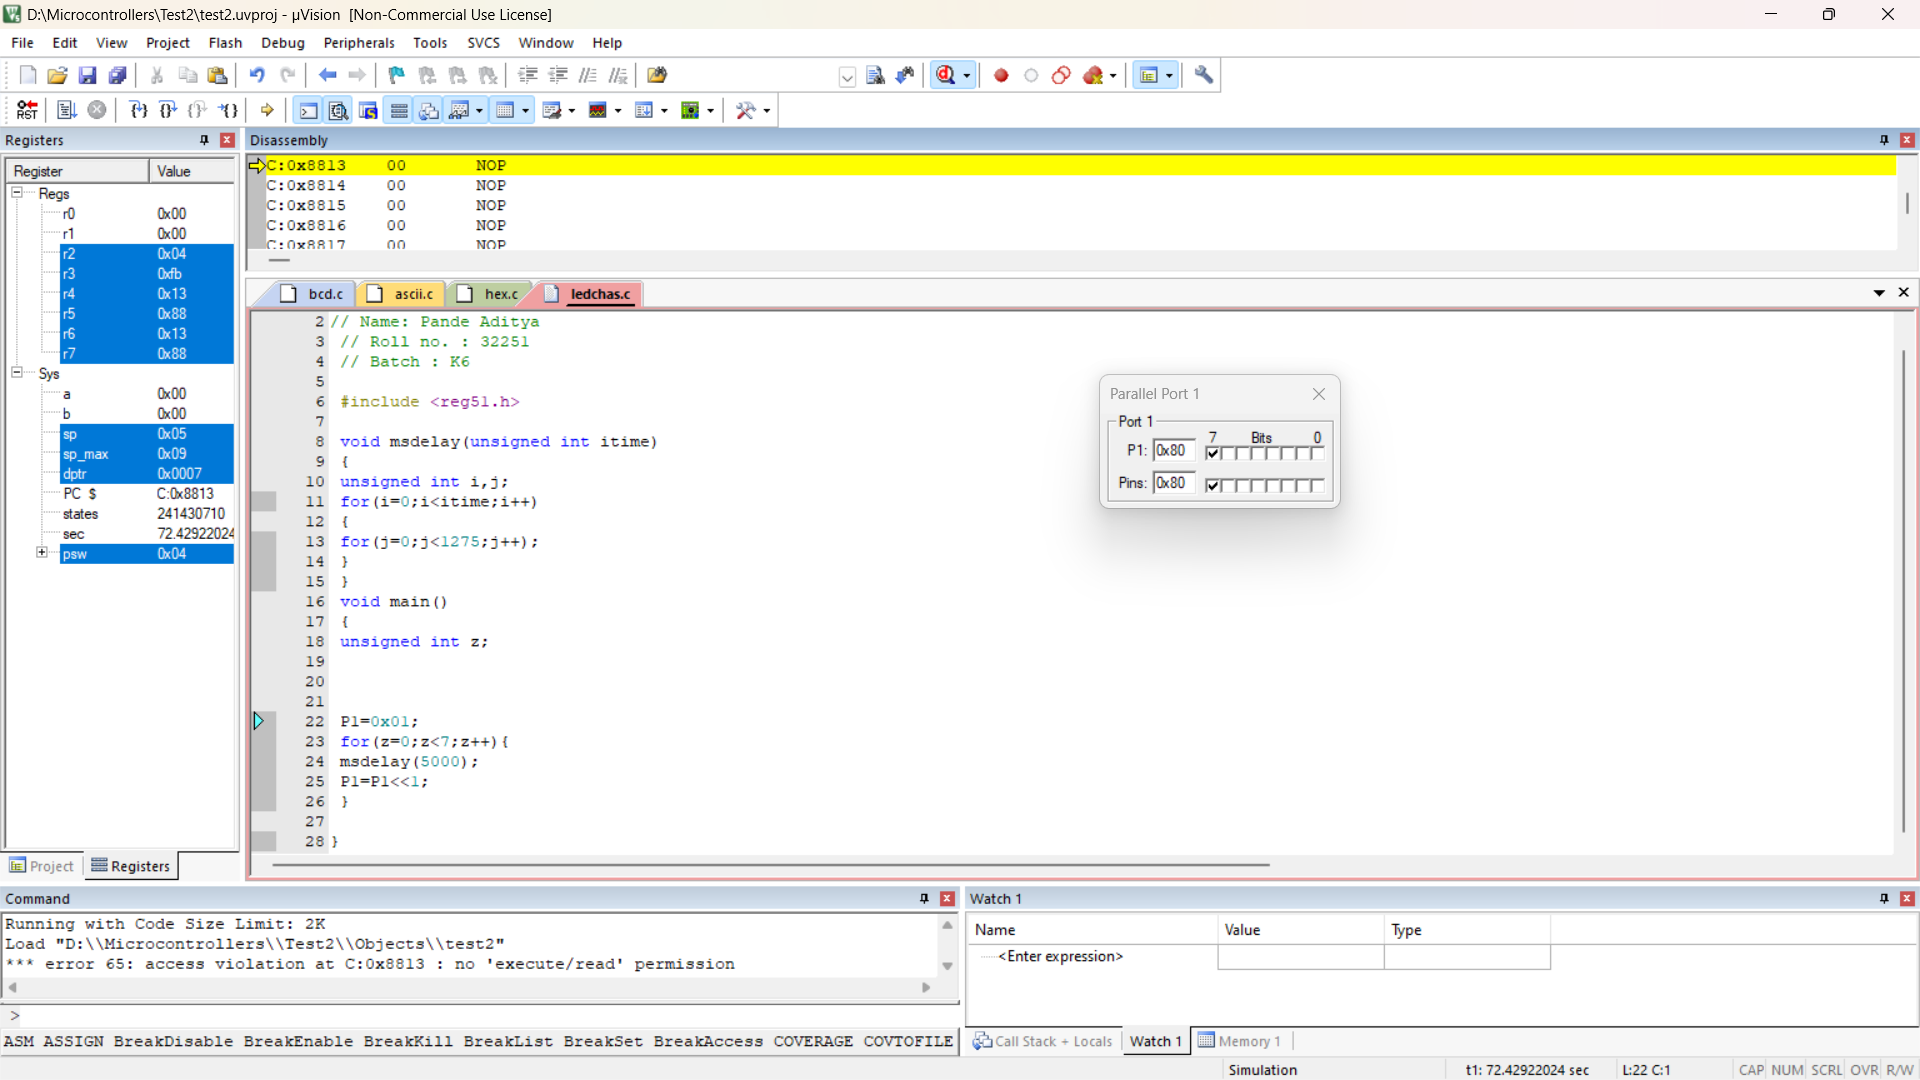 D:\Microcontrollers\Test2\test2.uvproj - µVision [Non-Commercial Use License]
File Edit View Project Flash Debug Peripherals Tools SVCS Window Help
RST
Registers
Register Value
Regs
r0 0x00
r1 0x00
r2 0x04
r3 0xfb
r4 0x13
r5 0x88
r6 0x13
r7 0x88
Sys
a 0x00
b 0x00
sp 0x05
sp_max 0x09
dptr 0x0007
PC $ C:0x8813
states 241430710
sec 72.42922024
psw 0x04
Project Registers
Disassembly
C:0x8813 00 NOP
C:0x8814 00 NOP
C:0x8815 00 NOP
C:0x8816 00 NOP
C:0x8817 00 NOP
bcd.c ascii.c hex.c ledchas.c
2 // Name: Pande Aditya
3 // Roll no. : 32251
4 // Batch : K6
5
6 #include <reg51.h>
7
8 void msdelay(unsigned int itime)
9 {
10 unsigned int i,j;
11 for(i=0;i<itime;i++)
12 {
13 for(j=0;j<1275;j++);
14 }
15 }
16 void main()
17 {
18 unsigned int z;
19
20
21
22 P1=0x01;
23 for(z=0;z<7;z++){
24 msdelay(5000);
25 P1=P1<<1;
26 }
27
28 }
Parallel Port 1
Port 1
7 Bits 0
P1: 0x80
Pins: 0x80
Command
Running with Code Size Limit: 2K
Load "D:\\Microcontrollers\\Test2\\Objects\\test2"
*** error 65: access violation at C:0x8813 : no 'execute/read' permission
>
ASM ASSIGN BreakDisable BreakEnable BreakKill BreakList BreakSet BreakAccess COVERAGE COVTOFILE
Watch 1
Name Value Type
<Enter expression>
Call Stack + Locals Watch 1 Memory 1
Simulation t1: 72.42922024 sec L:22 C:1 CAP NUM SCRL OVR R/W